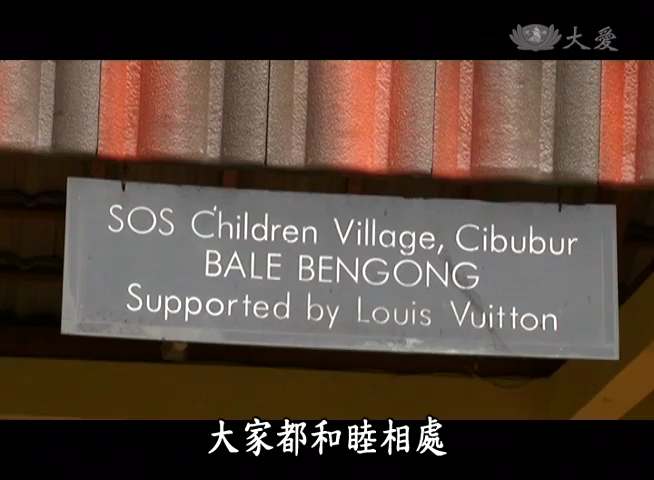 大愛
SOS Children Village, Cibubur
BALE BENGONG
Supported by Louis Vuitton
大家都和睦相處